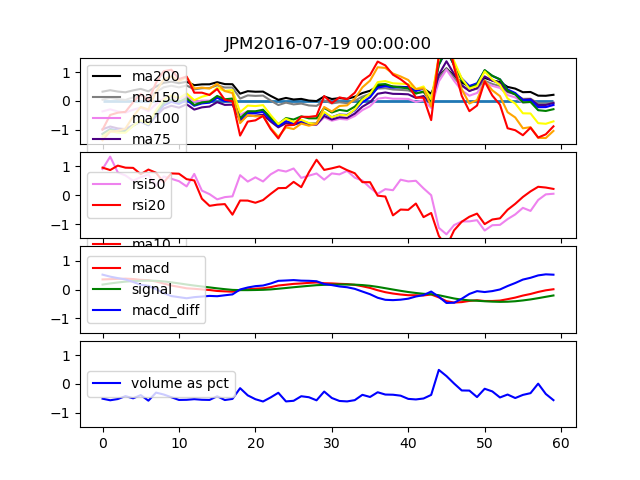 JPM2016-07-19 00:00:00
1
0
−1
ma200
ma150
ma100
ma75
1
0
−1
rsi50
rsi20
ma10
1
0
−1
macd
signal
macd_diff
1
0
−1
volume as pct
0 10 20 30 40 50 60